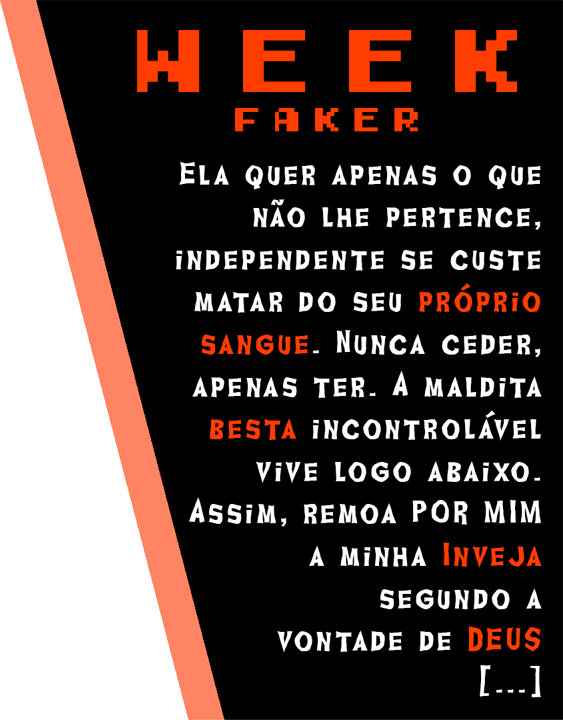 WEEK
FAKER
Ela quer apenas o que
não lhe pertence,
independente se custe
matar do seu próprio
sangue. Nunca ceder,
apenas ter. A maldita
besta incontrolável
vive logo abaixo.
Assim, remoa POR MIM
a minha Inveja
segundo a
vontade de DEUS
[...]